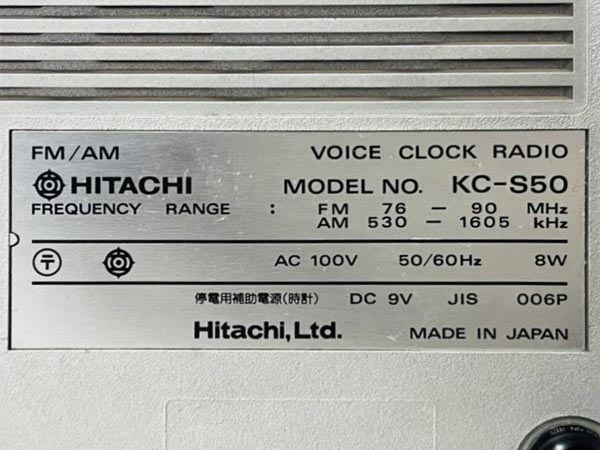 FM/AM VOICE CLOCK RADIO
HITACHI MODEL NO. KC-S50
FREQUENCY RANGE : FM 76 - 90 MHz
AM 530 - 1605 kHz
〒 AC 100V 50/60Hz 8W
停電用補助電源(時計) DC 9V JIS 006P
Hitachi, Ltd. MADE IN JAPAN